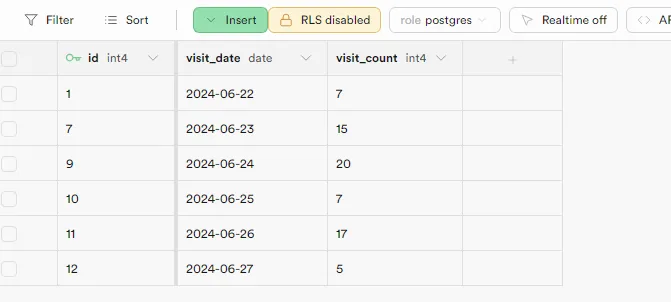 Filter Sort Insert RLS disabled role postgres Realtime off
id int4 visit_date date visit_count int4 +
1 2024-06-22 7
7 2024-06-23 15
9 2024-06-24 20
10 2024-06-25 7
11 2024-06-26 17
12 2024-06-27 5